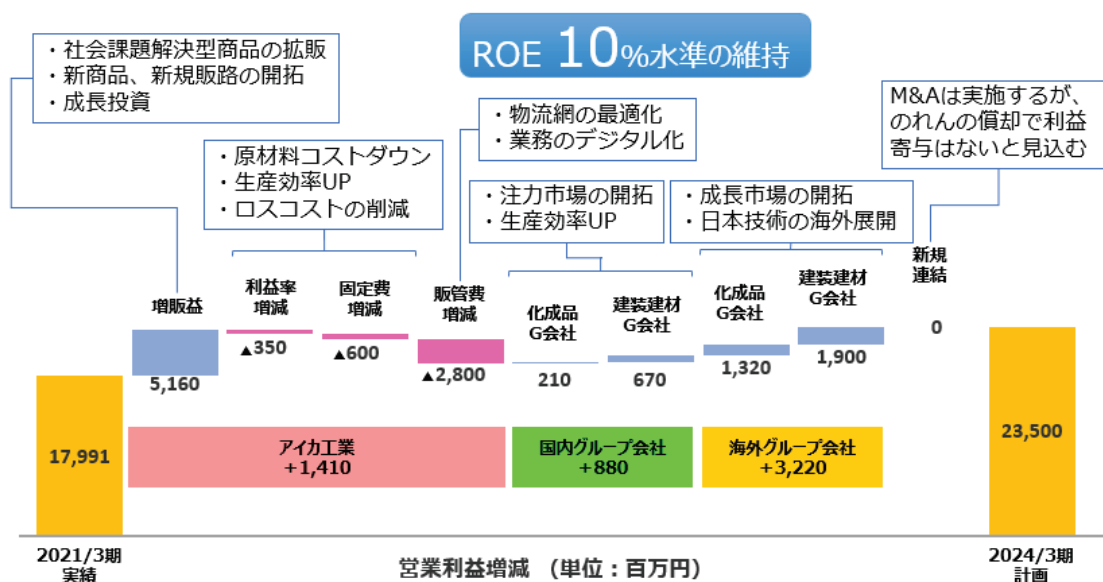 ROE 10%水準の維持
・社会課題解決型商品の拡販
・新商品、新規販路の開拓
・成長投資
・原材料コストダウン
・生産効率UP
・ロスコストの削減
・物流網の最適化
・業務のデジタル化
・注力市場の開拓
・生産効率UP
・成長市場の開拓
・日本技術の海外展開
M&Aは実施するが、
のれんの償却で利益
寄与はないと見込む
増販益
5,160
利益率
増減
▲350
固定費
増減
▲600
販管費
増減
▲2,800
化成品
G会社
210
建装建材
G会社
670
化成品
G会社
1,320
建装建材
G会社
1,900
新規
連結
0
17,991
アイカ工業
+1,410
国内グループ会社
+880
海外グループ会社
+3,220
23,500
2021/3期
実績
営業利益増減 (単位:百万円)
2024/3期
計画